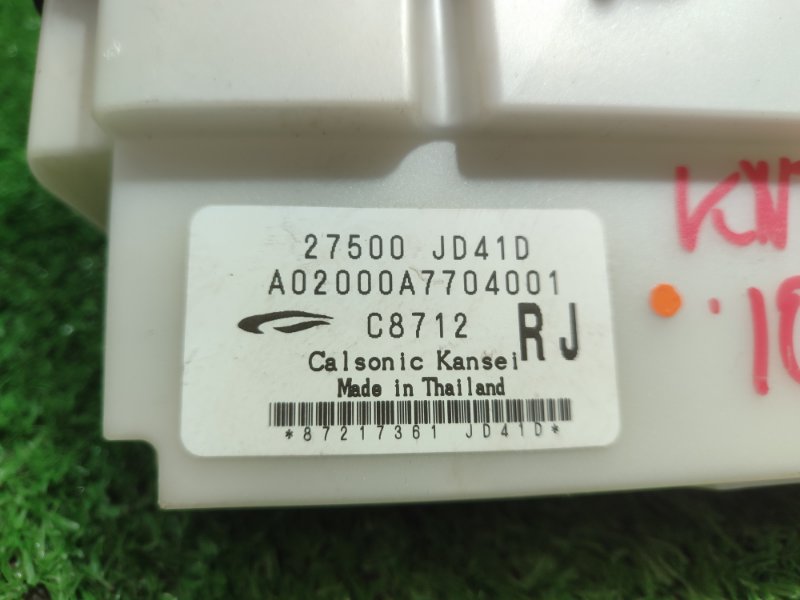 27500 JD41D
A02000A7704001
C8712
RJ
Calsonic Kansei
Made in Thailand
*87217361 JD41D*